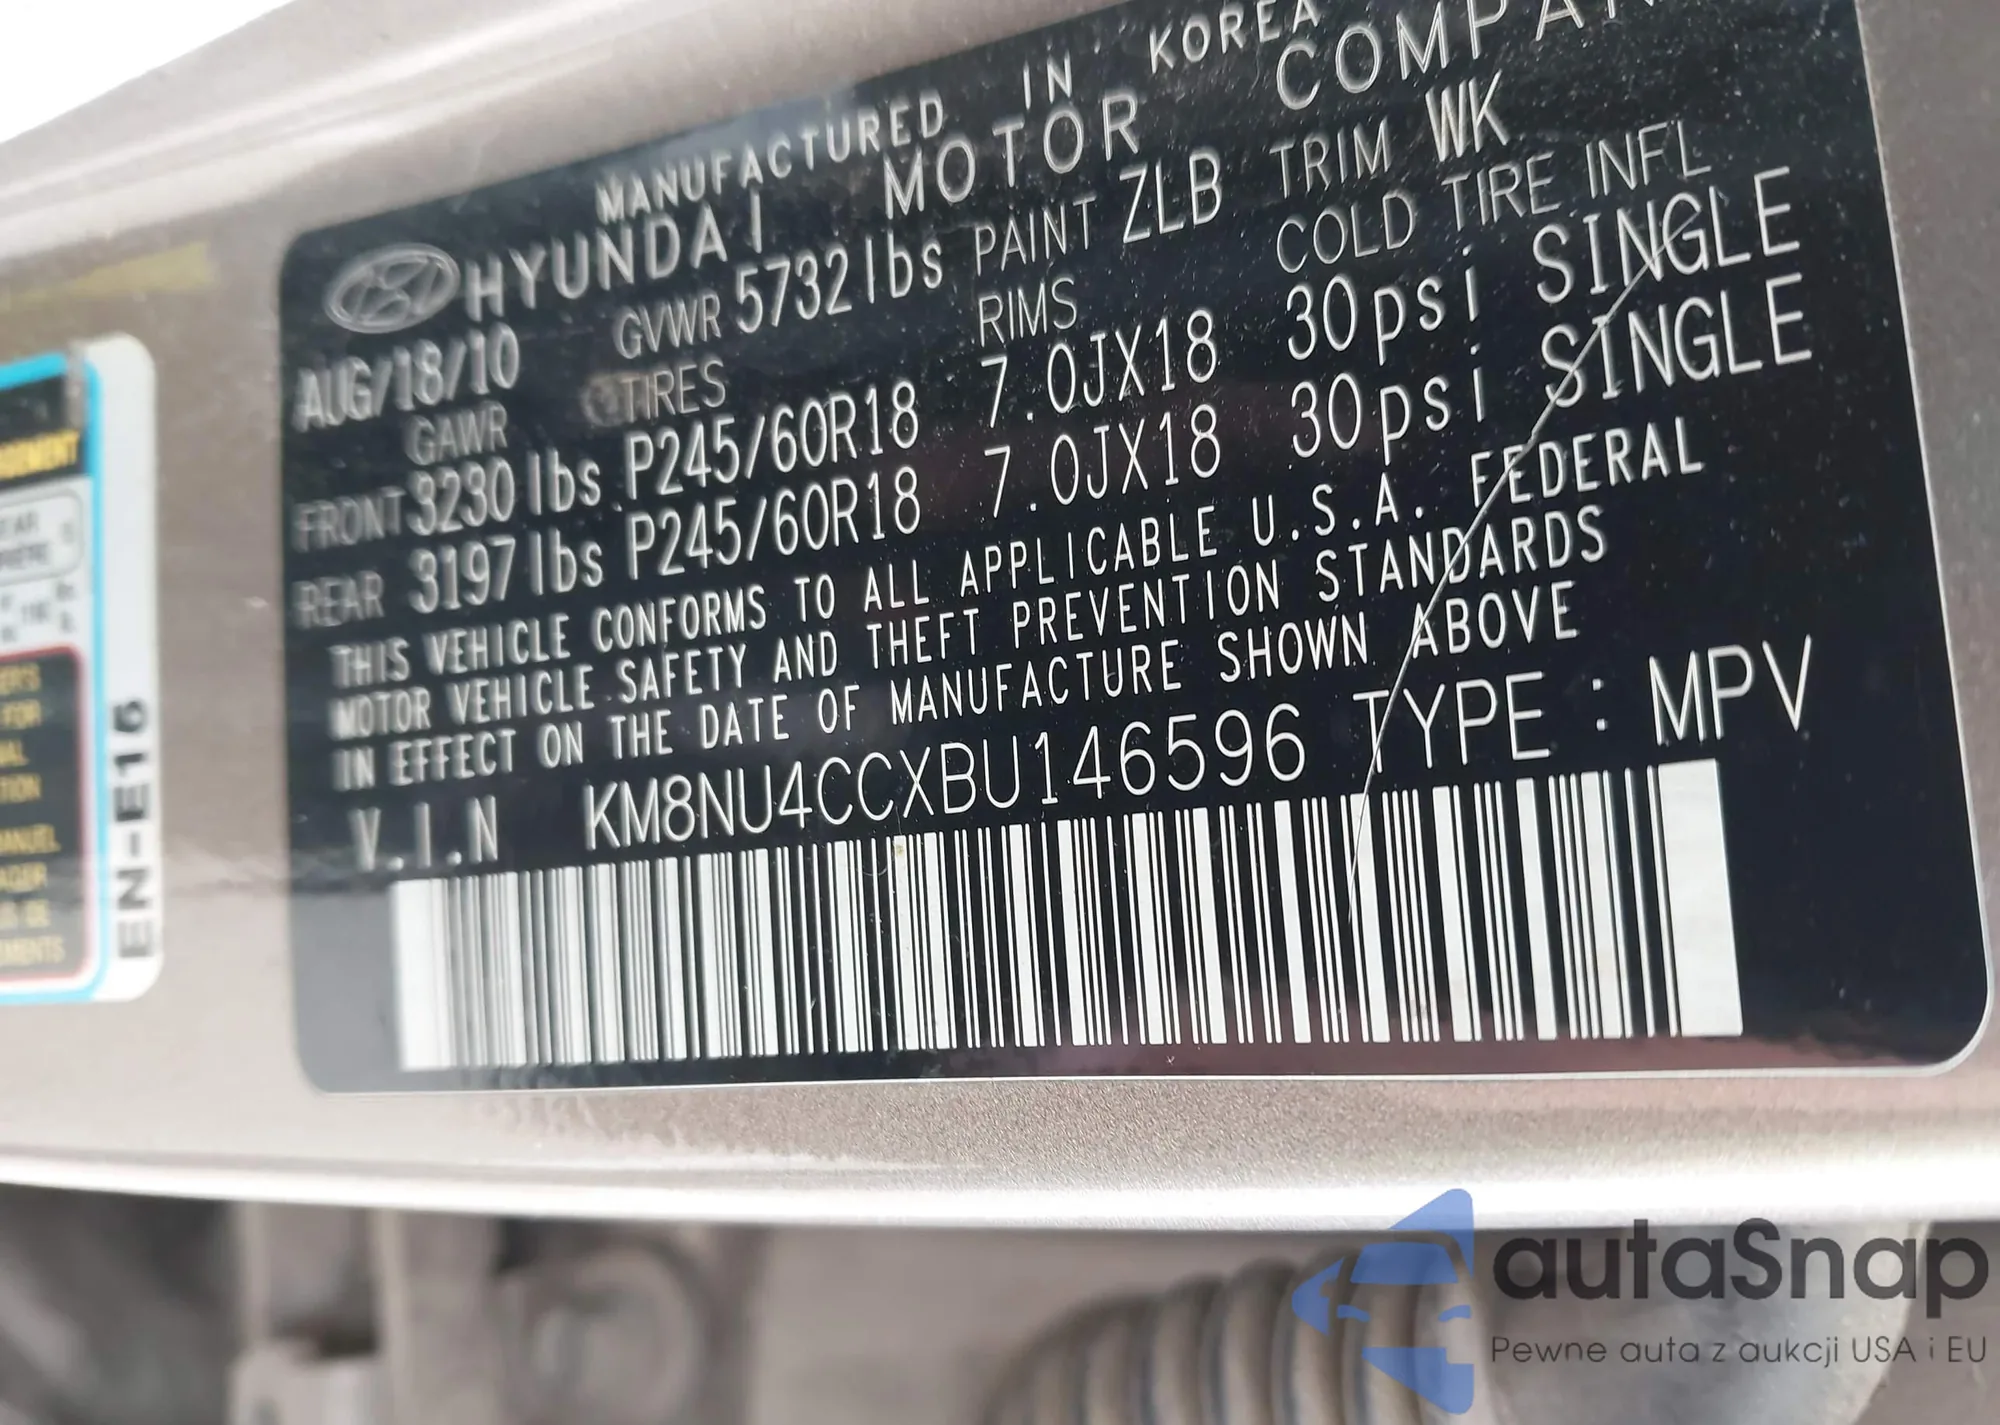 MANUFACTURED IN KOREA
HYUNDAI MOTOR
AUG/18/10 GVWR 5732lbs PAINT ZLB TRIM WK
GAWR TIRES RIMS COLD TIRE INFL
FRONT 3230 lbs P245/60R18 7.0JX18 30psi SINGLE
REAR 3197 lbs P245/60R18 7.0JX18 30psi SINGLE
THIS VEHICLE CONFORMS TO ALL APPLICABLE U.S.A. FEDERAL
MOTOR VEHICLE SAFETY AND THEFT PREVENTION STANDARDS
IN EFFECT ON THE DATE OF MANUFACTURE SHOWN ABOVE
V.I.N KM8NU4CCXBU146596 TYPE : MPV
EN-E16
autaSnap
Pewne auta z aukcji USA i EU